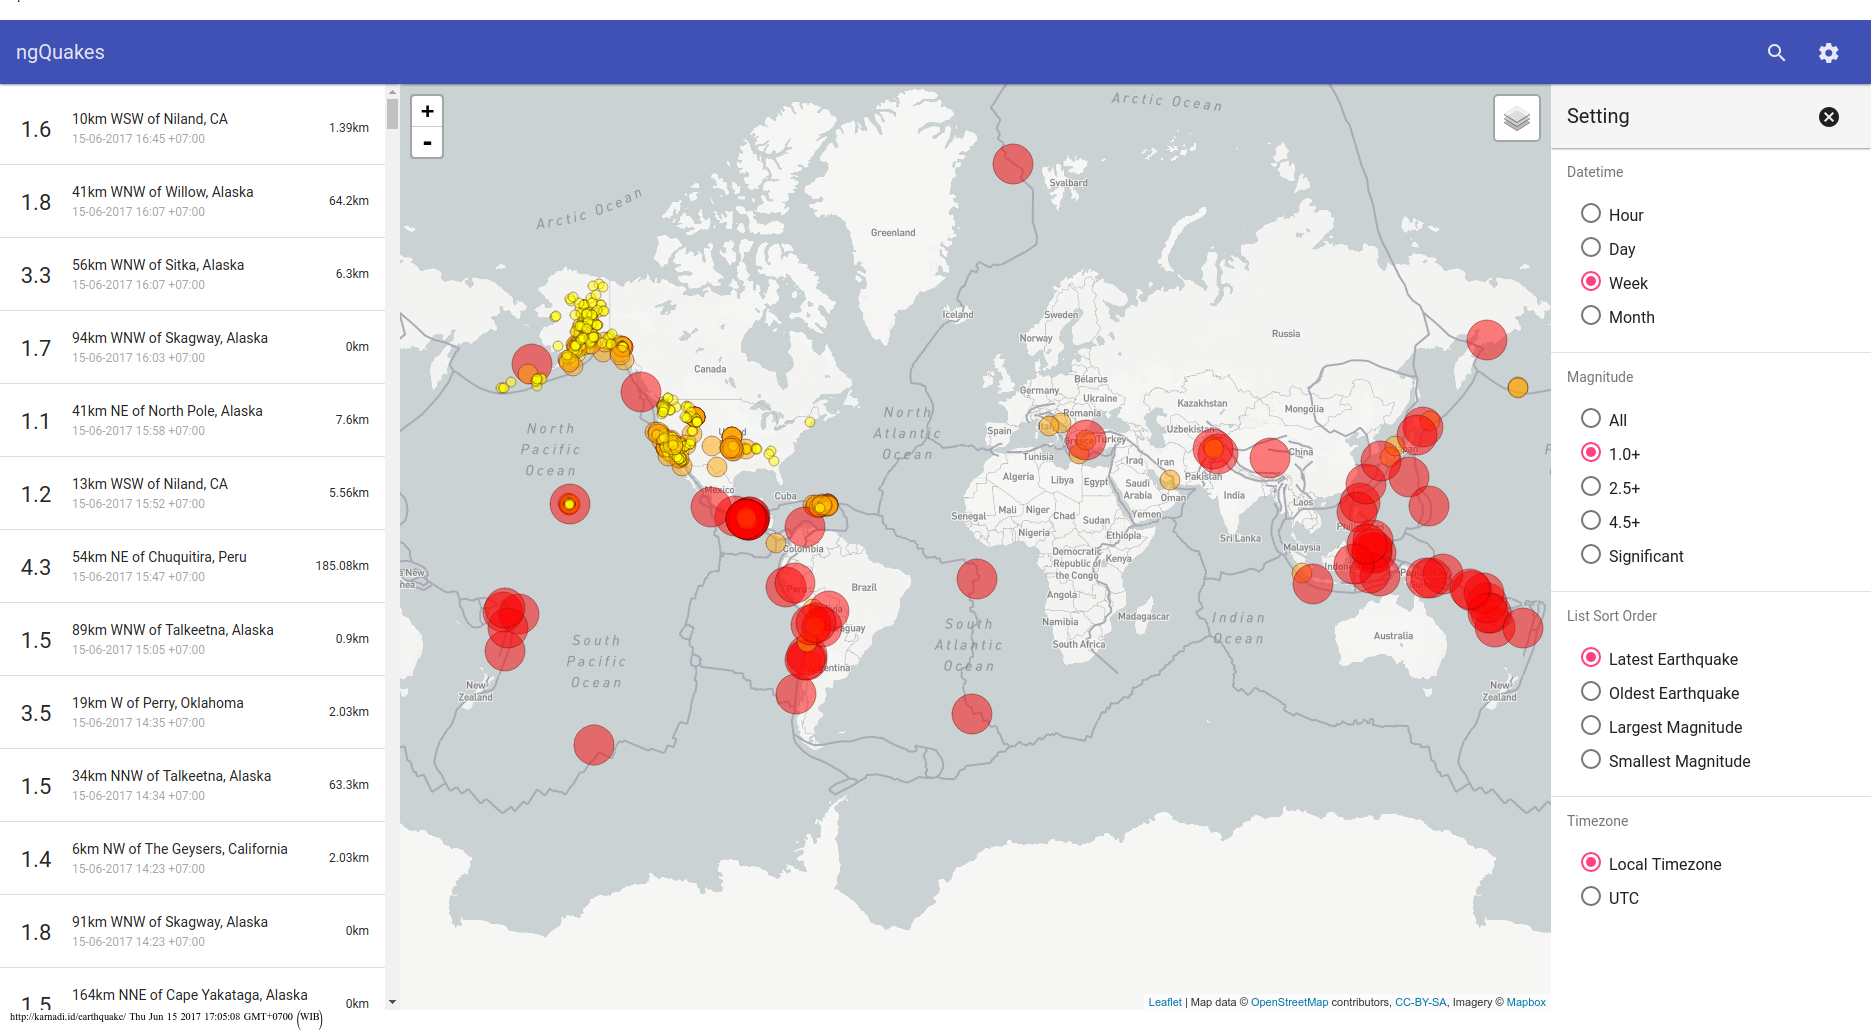 ngQuakes
1.6
10km WSW of Niland, CA
15-06-2017 16:45 +07:00
1.39km
1.8
41km WNW of Willow, Alaska
15-06-2017 16:07 +07:00
64.2km
3.3
56km WNW of Sitka, Alaska
15-06-2017 16:07 +07:00
6.3km
1.7
94km WNW of Skagway, Alaska
15-06-2017 16:03 +07:00
0km
1.1
41km NE of North Pole, Alaska
15-06-2017 15:58 +07:00
7.6km
1.2
13km WSW of Niland, CA
15-06-2017 15:52 +07:00
5.56km
4.3
54km NE of Chuquitira, Peru
15-06-2017 15:47 +07:00
185.08km
1.5
89km WNW of Talkeetna, Alaska
15-06-2017 15:05 +07:00
0.9km
3.5
19km W of Perry, Oklahoma
15-06-2017 14:35 +07:00
2.03km
1.5
34km NNW of Talkeetna, Alaska
15-06-2017 14:34 +07:00
63.3km
1.4
6km NW of The Geysers, California
15-06-2017 14:23 +07:00
2.03km
1.8
91km WNW of Skagway, Alaska
15-06-2017 14:23 +07:00
0km
1.5
164km NNE of Cape Yakataga, Alaska
0km
+
-
Arctic Ocean
Arctic Ocean
Svalbard
Greenland
Iceland
Sweden
Norway
Russia
Canada
Germany
Belarus
Ukraine
Kazakhstan
Mongolia
Romania
North
Pacific
Ocean
North
Atlantic
Ocean
Spain
Greece
Turkey
Uzbekistan
China
Tunisia
Iraq
Iran
Pakistan
Algeria
Libya
Egypt
Saudi
Arabia
Oman
India
Mexico
Cuba
Laos
Senegal
Mali
Niger
Chad
Sudan
Yemen
Nigeria
Ethiopia
Sri Lanka
Malaysia
Colombia
Democratic
Republic of
the Congo
Kenya
Peru
Brazil
Angola
Namibia
Madagascar
South Africa
South
Pacific
Ocean
South
Atlantic
Ocean
Indian
Ocean
Australia
New
Zealand
New
Zealand
Leaflet | Map data © OpenStreetMap contributors, CC-BY-SA, Imagery © Mapbox
Setting
Datetime
Hour
Day
Week
Month
Magnitude
All
1.0+
2.5+
4.5+
Significant
List Sort Order
Latest Earthquake
Oldest Earthquake
Largest Magnitude
Smallest Magnitude
Timezone
Local Timezone
UTC
http://karnadi.id/earthquake/ Thu Jun 15 2017 17:05:08 GMT+0700 (WIB)